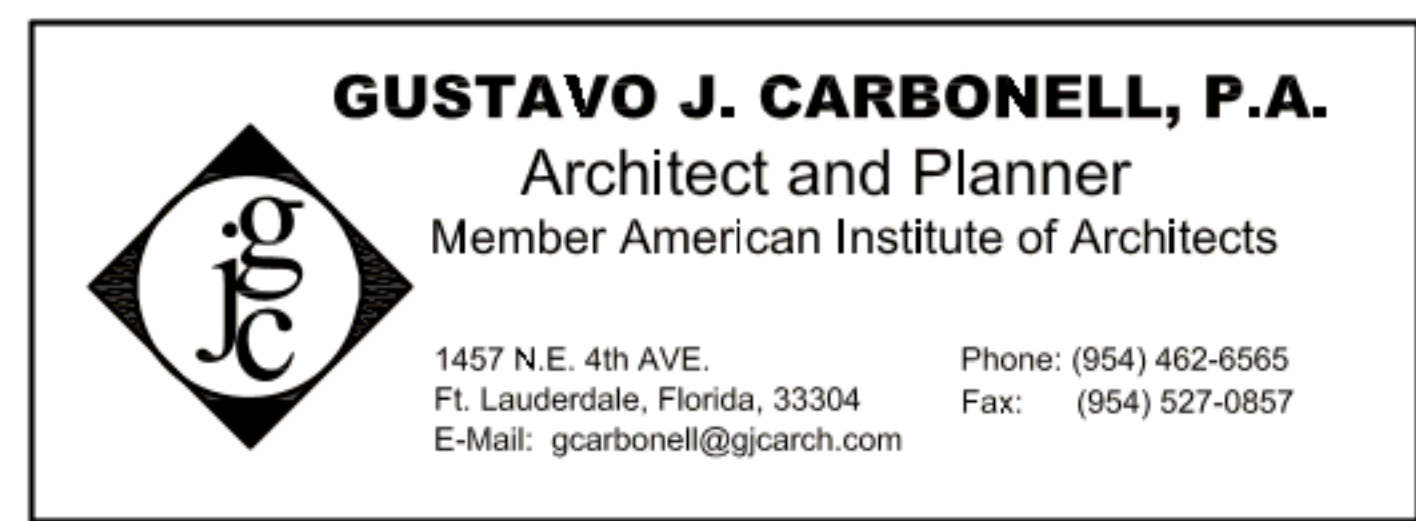 GUSTAVO J. CARBONELL, P.A.
Architect and Planner
Member American Institute of Architects
gjc
1457 N.E. 4th AVE.
Ft. Lauderdale, Florida, 33304
E-Mail: gcarbonell@gjcarch.com
Phone: (954) 462-6565
Fax: (954) 527-0857